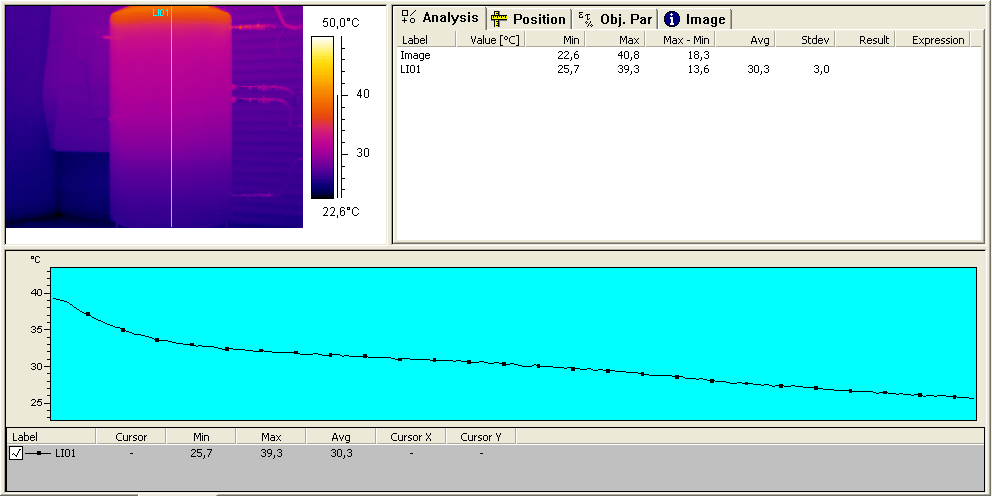 LI01
50,0°C
40
30
22,6°C
Analysis Position Obj. Par Image
Label Value [°C] Min Max Max - Min Avg Stdev Result Expression
Image 22,6 40,8 18,3
LI01 25,7 39,3 13,6 30,3 3,0
°C
40
35
30
25
Label Cursor Min Max Avg Cursor X Cursor Y
LI01 - 25,7 39,3 30,3 - -